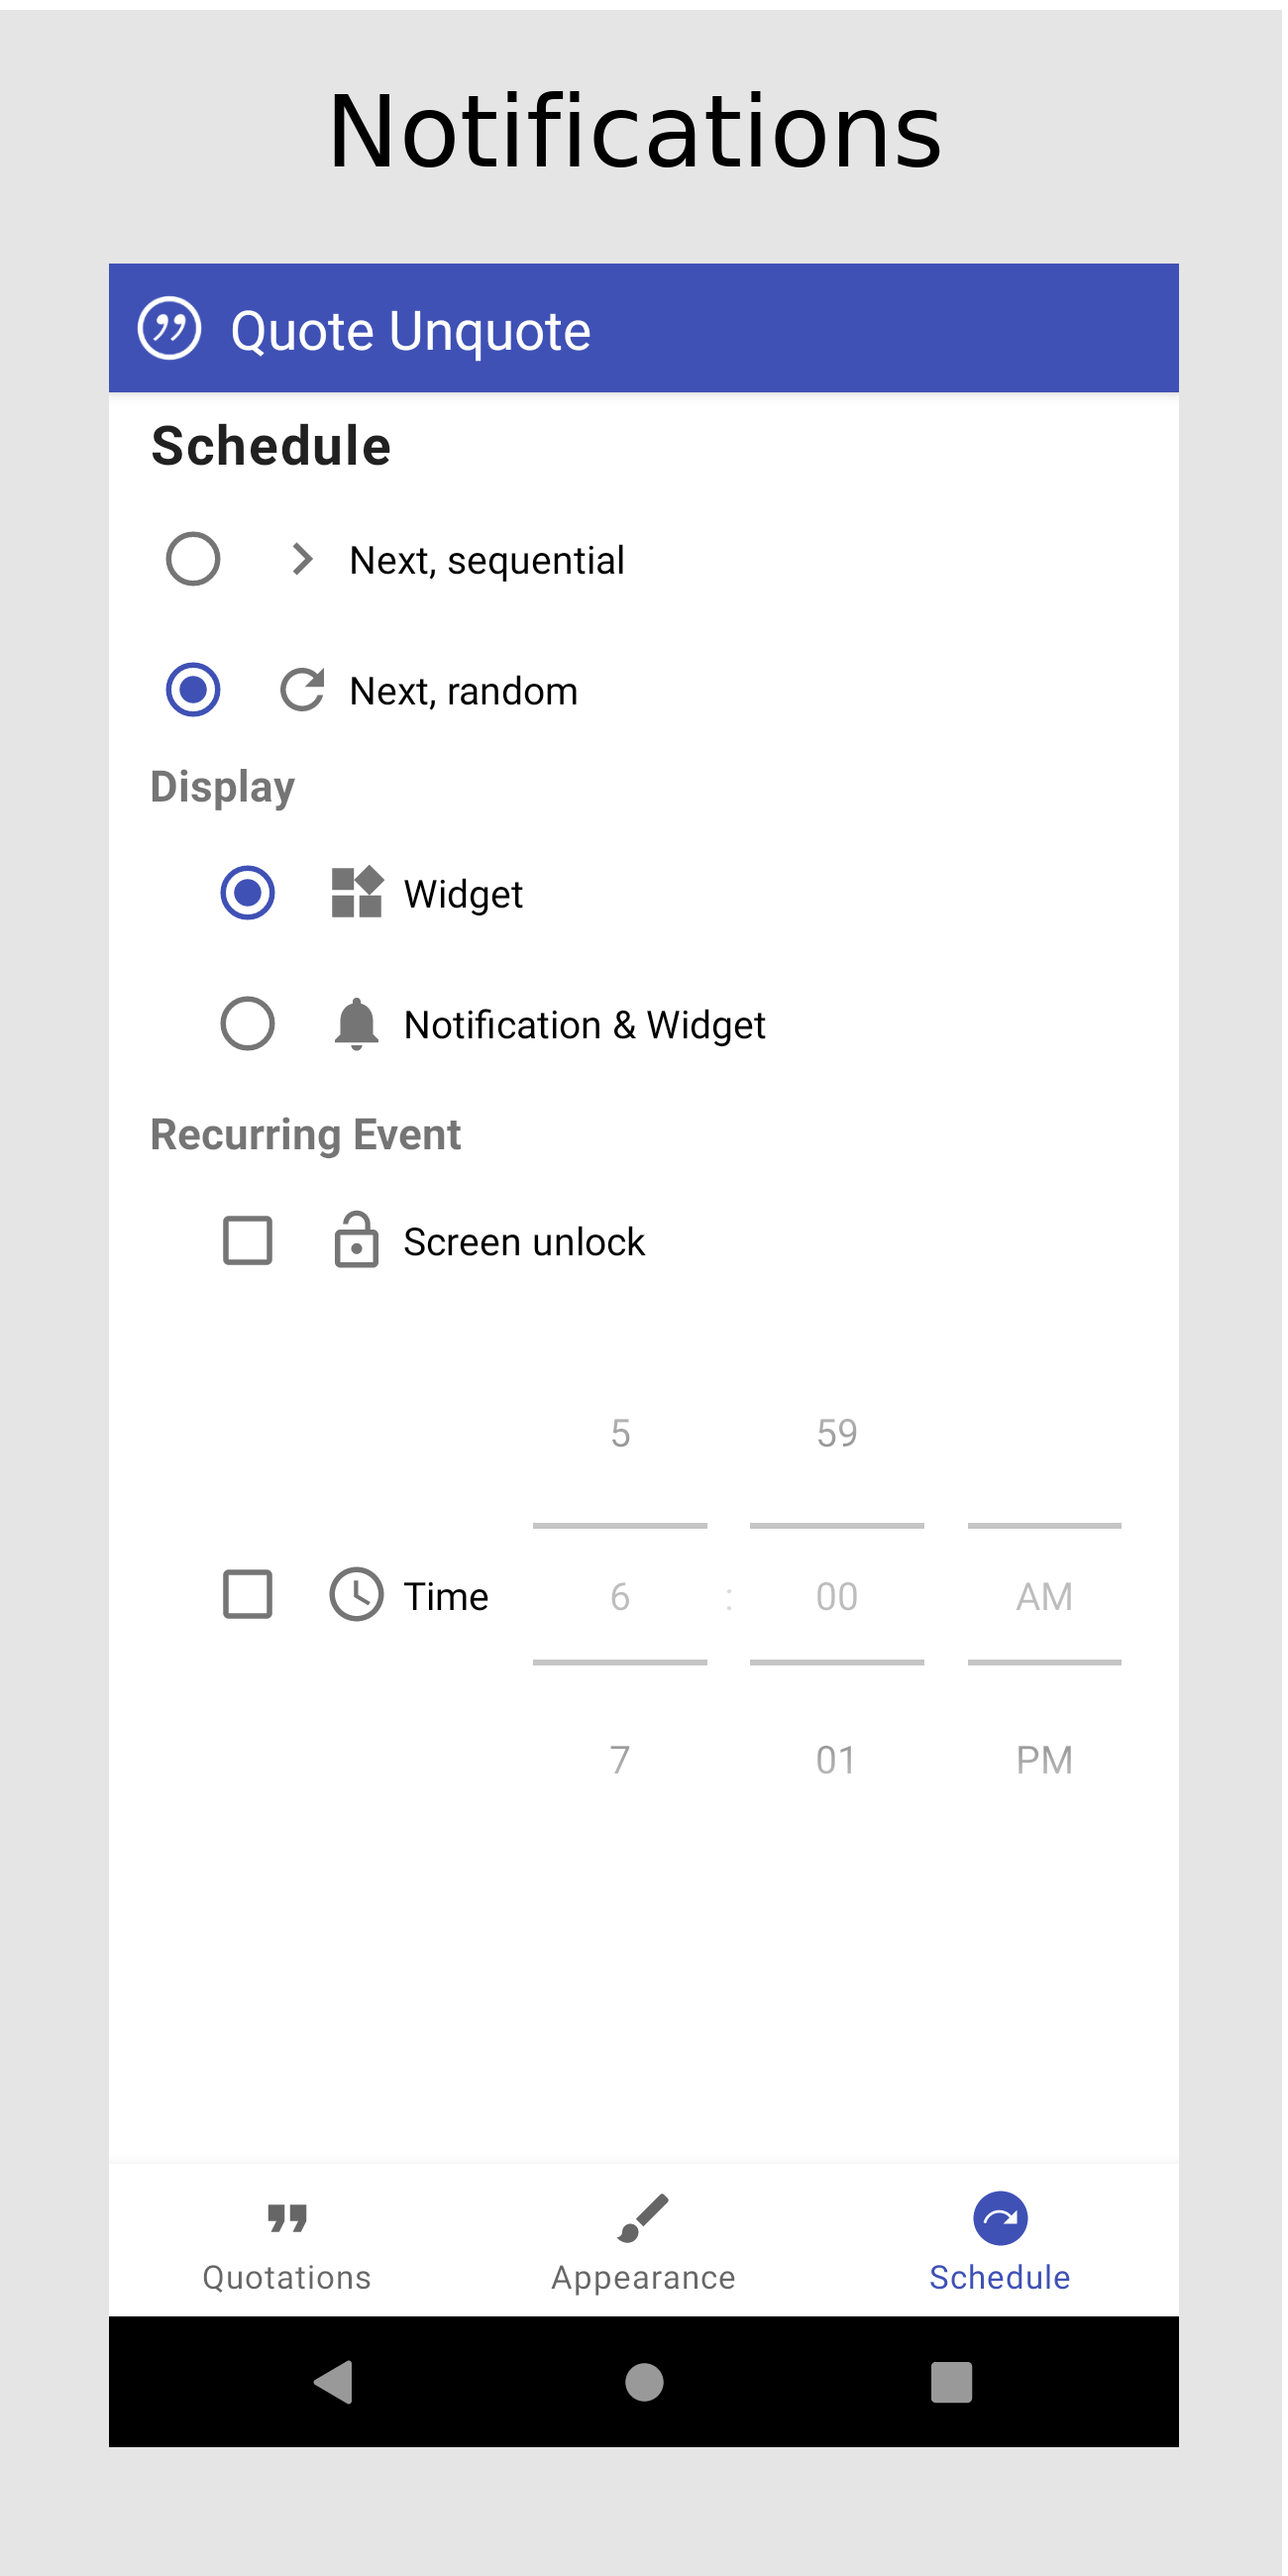 Notifications
Quote Unquote
Schedule
Next, sequential
Next, random
Display
Widget
Notification & Widget
Recurring Event
Screen unlock
5 59
Time 6 : 00 AM
7 01 PM
Quotations Appearance Schedule